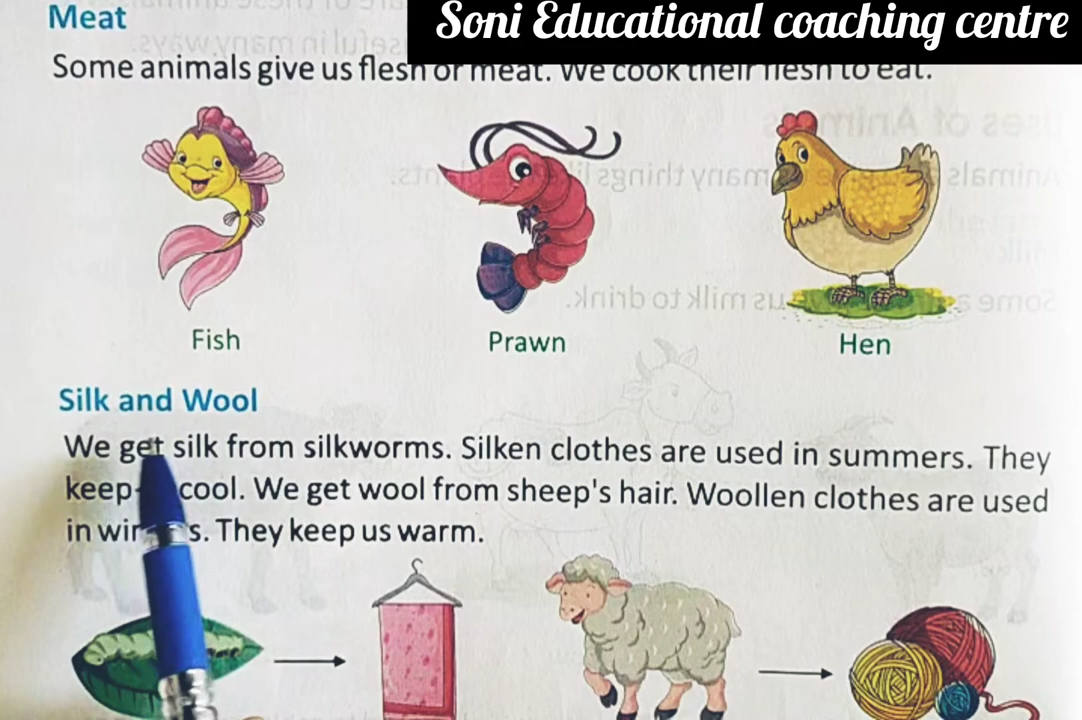 Soni Educational coaching centre
Meat
Some animals give us flesh or meat. We cook their flesh to eat.
Fish Prawn Hen
Silk and Wool
We get silk from silkworms. Silken clothes are used in summers. They
keep cool. We get wool from sheep's hair. Woollen clothes are used
in s. They keep us warm.